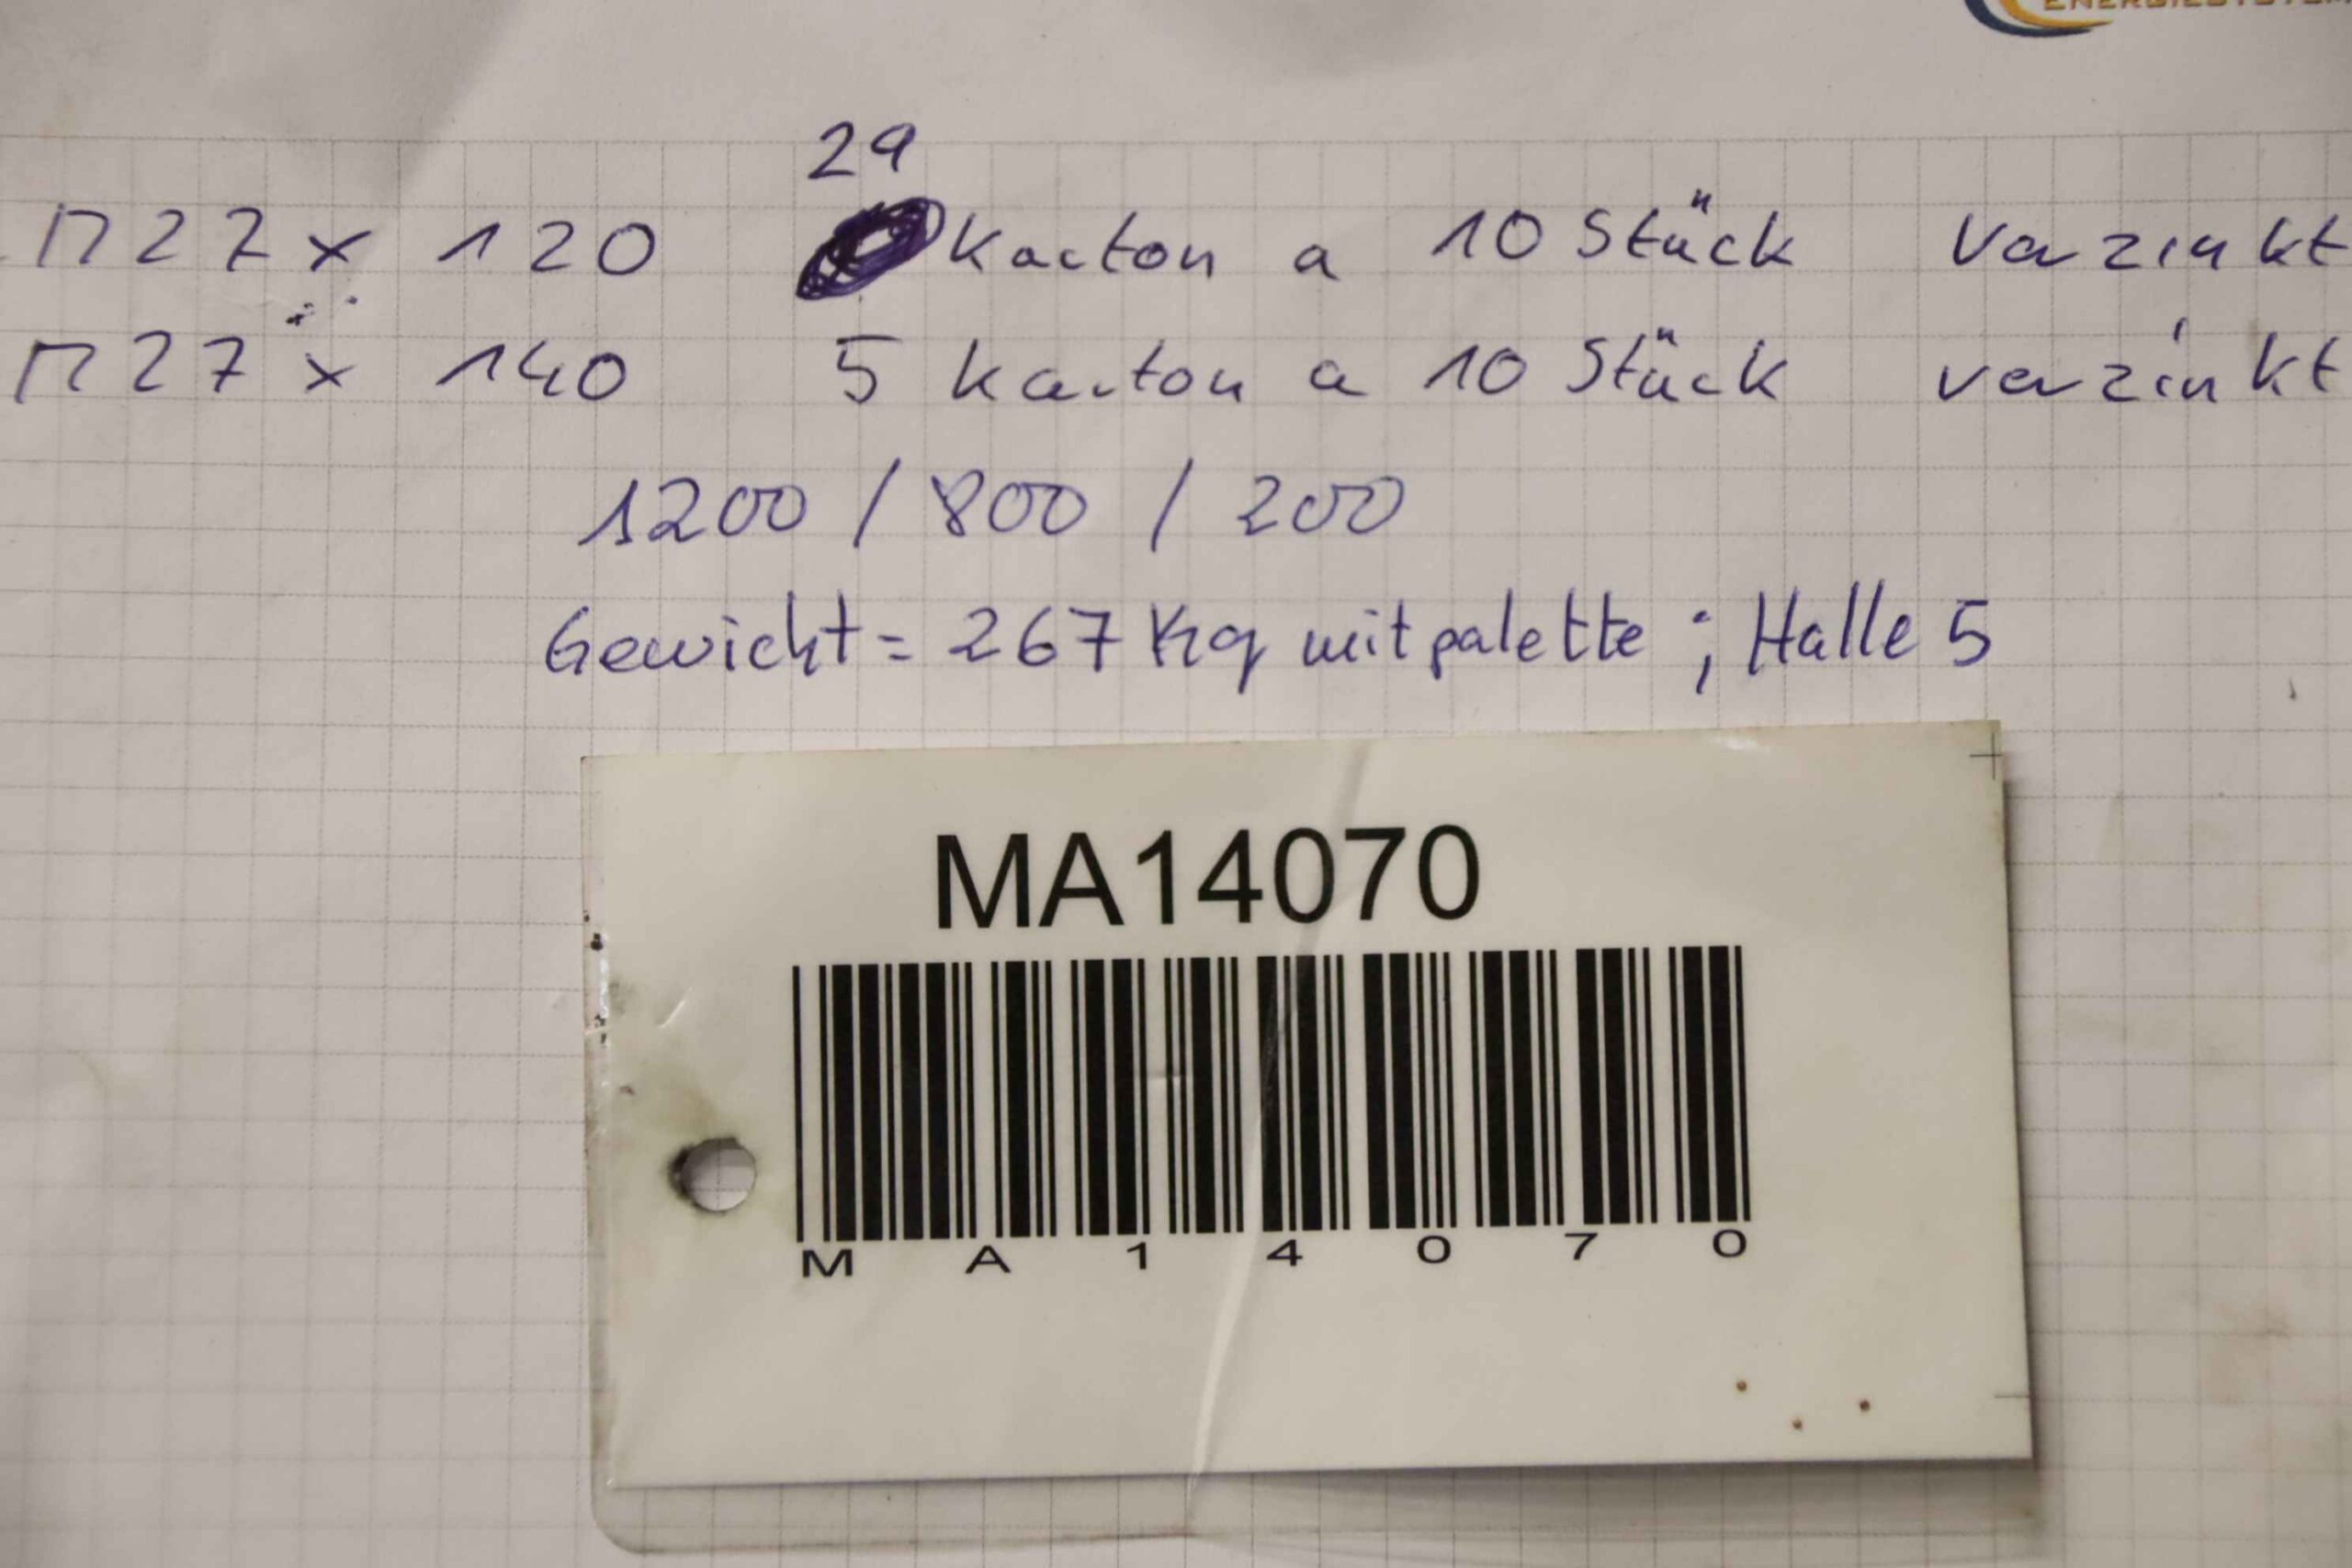 29
M27 x 120 Karton a 10 Stück verzinkt
M27 x 140 5 Karton a 10 Stück verzinkt
1200 / 800 / 200
Gewicht = 267 Kg mit palette ; Halle 5
MA14070
MA14070